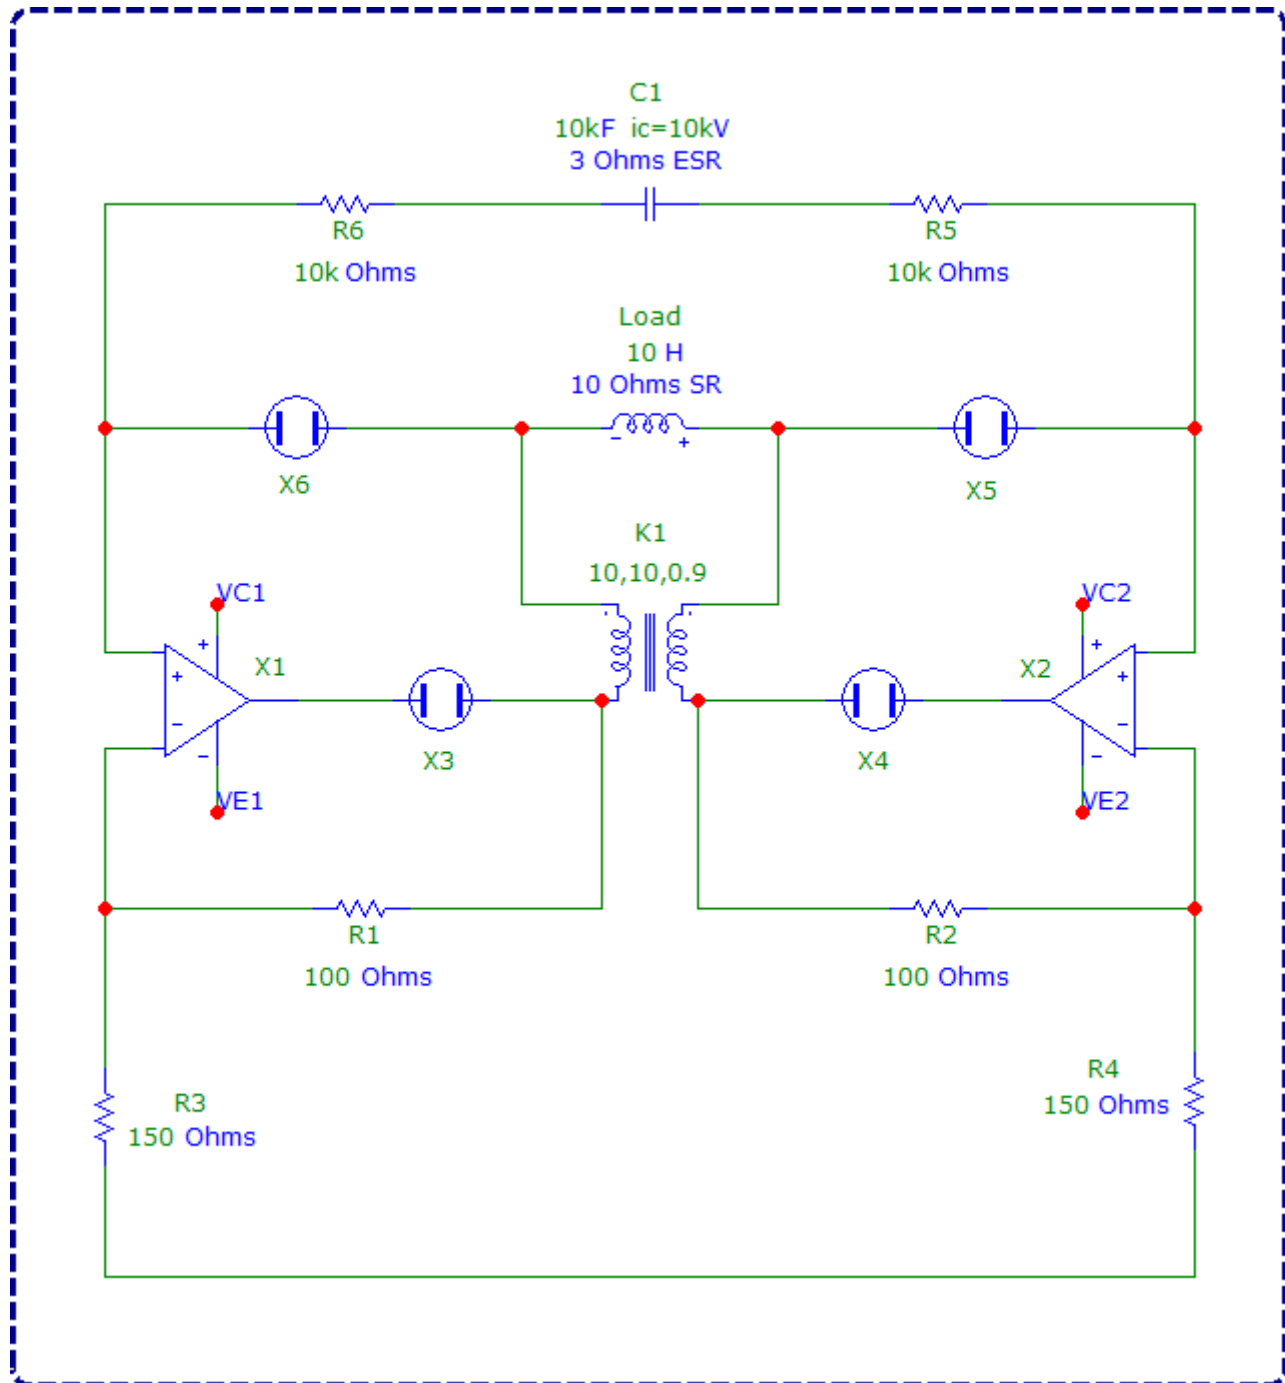 C1
10kF ic=10kV
3 Ohms ESR
R6
10k Ohms
R5
10k Ohms
Load
10 H
10 Ohms SR
- +
X6
X5
K1
10,10,0.9
VC1
VC2
+
+
X1
X2
+
+
-
-
-
-
X3
X4
VE1
VE2
R1
100 Ohms
R2
100 Ohms
R3
150 Ohms
R4
150 Ohms